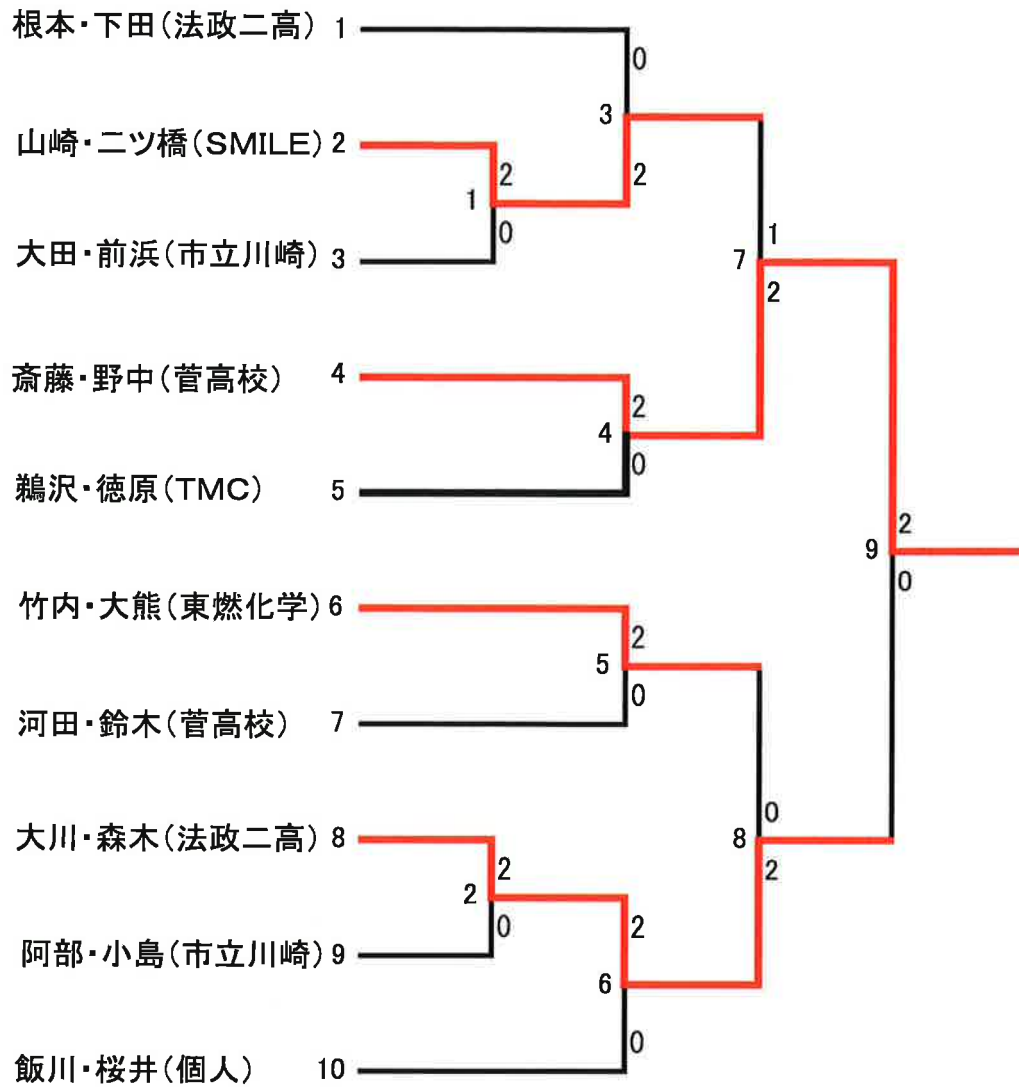 根本・下田(法政二高) 1
0
3
山崎・二ツ橋(SMILE) 2
2
2
1
0
大田・前浜(市立川崎) 3
1
7
2
斎藤・野中(菅高校) 4
2
4
0
鵜沢・徳原(TMC) 5
2
9
0
竹内・大熊(東燃化学) 6
2
5
0
河田・鈴木(菅高校) 7
0
大川・森木(法政二高) 8
8
2
2
2
0
2
阿部・小島(市立川崎) 9
6
0
飯川・桜井(個人) 10